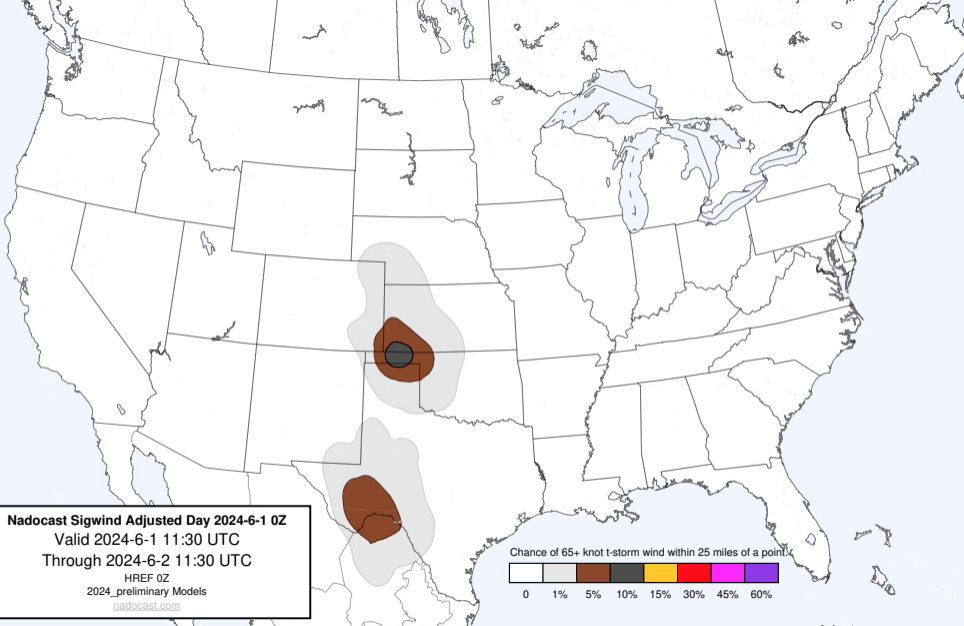 Nadocast Sigwind Adjusted Day 2024-6-1 0Z
Valid 2024-6-1 11:30 UTC
Through 2024-6-2 11:30 UTC
HREF 0Z
2024_preliminary Models
nadocast.com
Chance of 65+ knot t-storm wind within 25 miles of a point.
0 1% 5% 10% 15% 30% 45% 60%